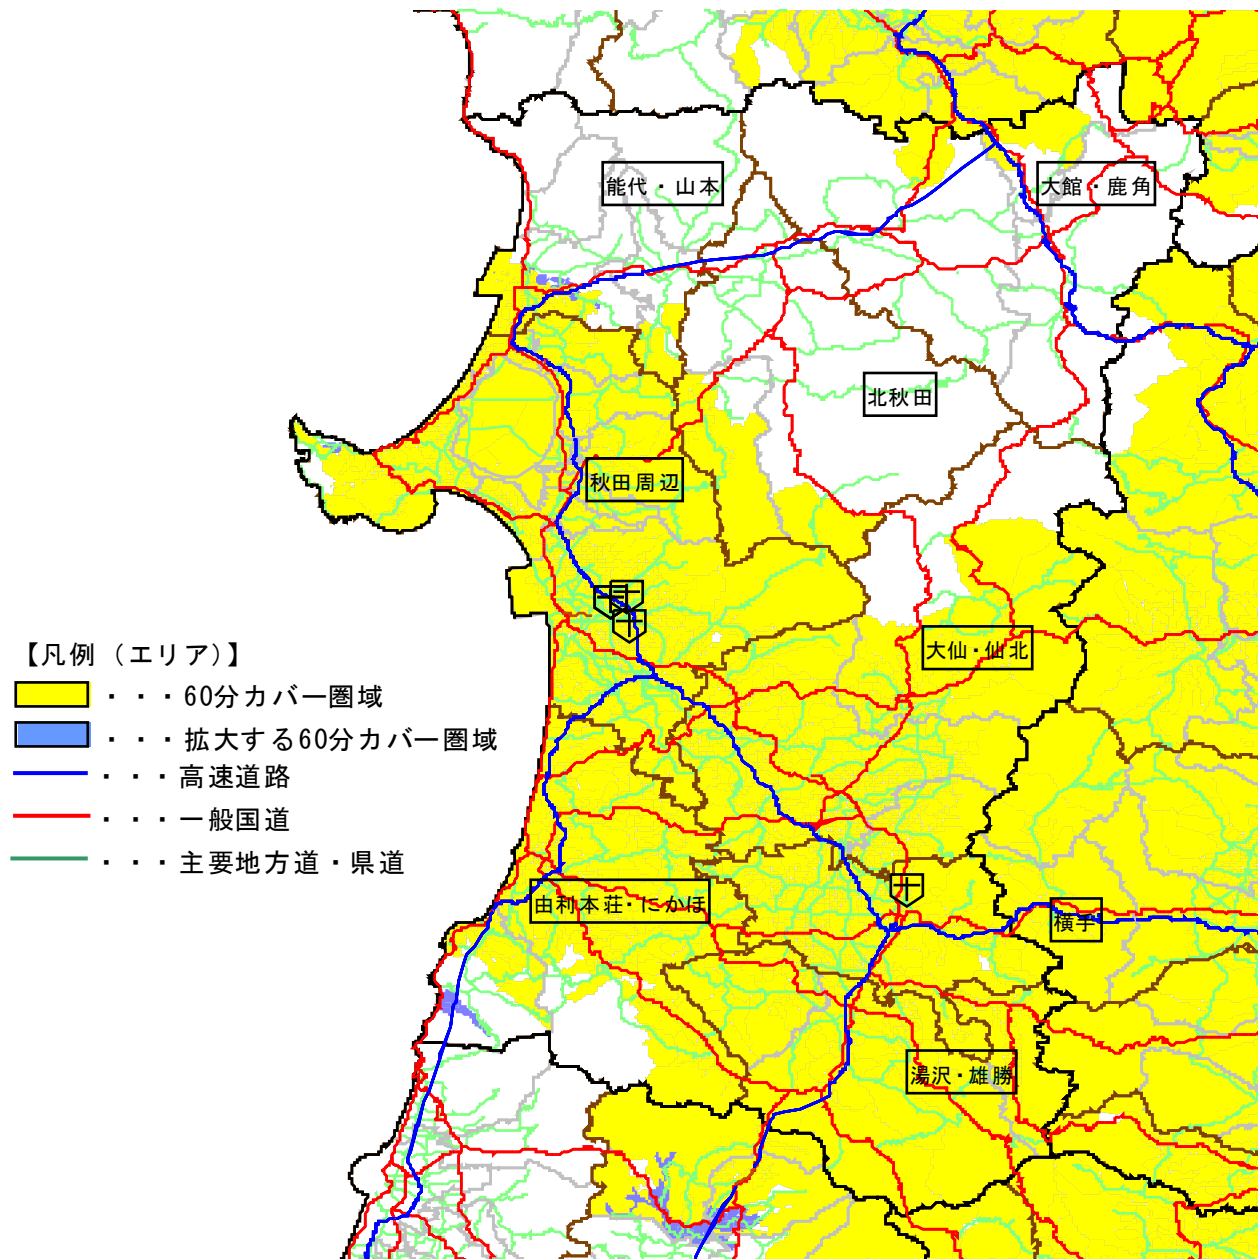 能代・山本
大館・鹿角
北秋田
秋田周辺
大仙・仙北
由利本荘・にかほ
横手
湯沢・雄勝
【凡例（エリア）】
・・・60分カバー圏域
・・・拡大する60分カバー圏域
・・・高速道路
・・・一般国道
・・・主要地方道・県道